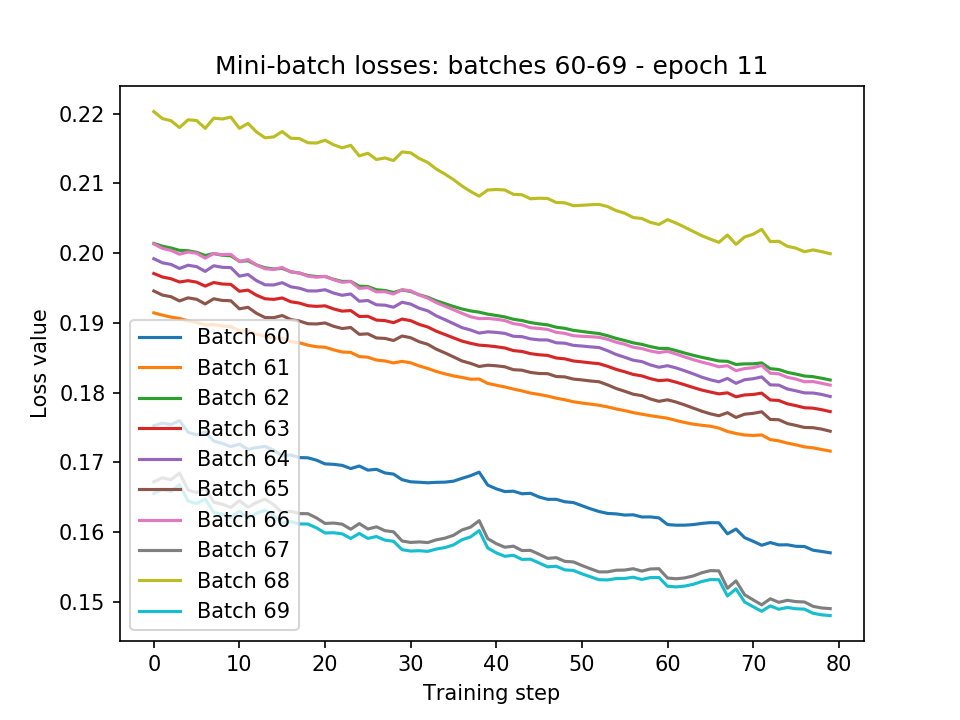 Mini-batch losses: batches 60-69 - epoch 11
Loss value
0.22
0.21
0.20
0.19
0.18
0.17
0.16
0.15
Batch 60
Batch 61
Batch 62
Batch 63
Batch 64
Batch 65
Batch 66
Batch 67
Batch 68
Batch 69
0 10 20 30 40 50 60 70 80
Training step